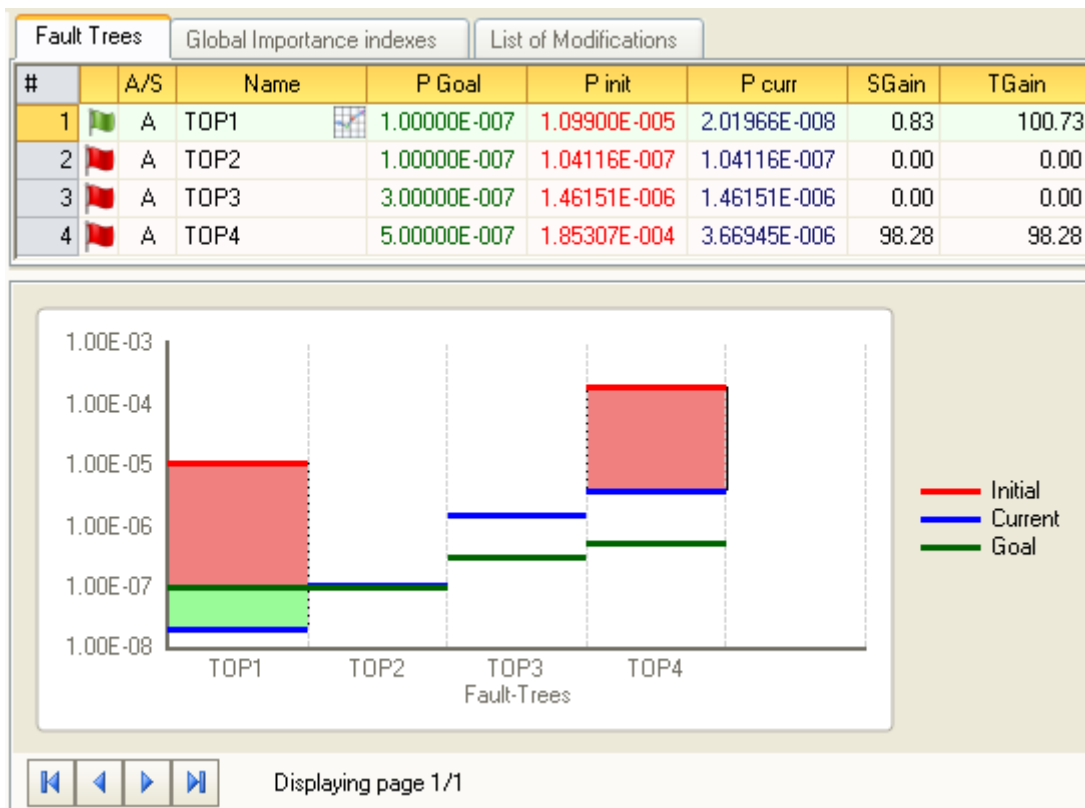 Fault Trees Global Importance indexes List of Modifications
# A/S Name P Goal P init P curr SGain TGain
1 A TOP1 1.00000E-007 1.09900E-005 2.01966E-008 0.83 100.73
2 A TOP2 1.00000E-007 1.04116E-007 1.04116E-007 0.00 0.00
3 A TOP3 3.00000E-007 1.46151E-006 1.46151E-006 0.00 0.00
4 A TOP4 5.00000E-007 1.85307E-004 3.66945E-006 98.28 98.28
1.00E-03
1.00E-04
1.00E-05
1.00E-06
1.00E-07
1.00E-08
TOP1 TOP2 TOP3 TOP4
Fault-Trees
Initial
Current
Goal
Displaying page 1/1